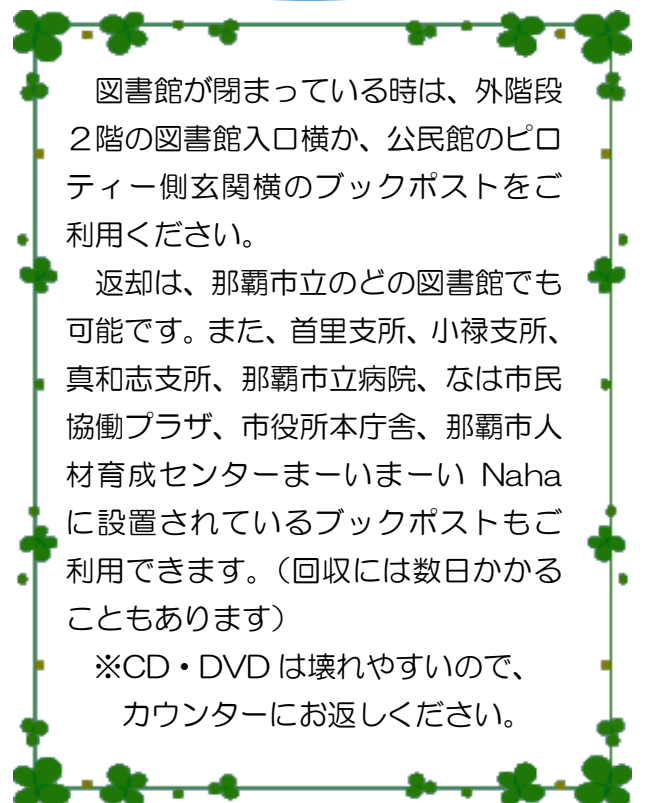 図書館が閉まっている時は、外階段
２階の図書館入口横か、公民館のピロ
ティー側玄関横のブックポストをご
利用ください。
　返却は、那覇市立のどの図書館でも
可能です。また、首里支所、小禄支所、
真和志支所、那覇市立病院、なは市民
協働プラザ、市役所本庁舎、那覇市人
材育成センターまーいまーい Naha
に設置されているブックポストもご
利用できます。（回収には数日かかる
こともあります）
※CD・DVD は壊れやすいので、
カウンターにお返しください。